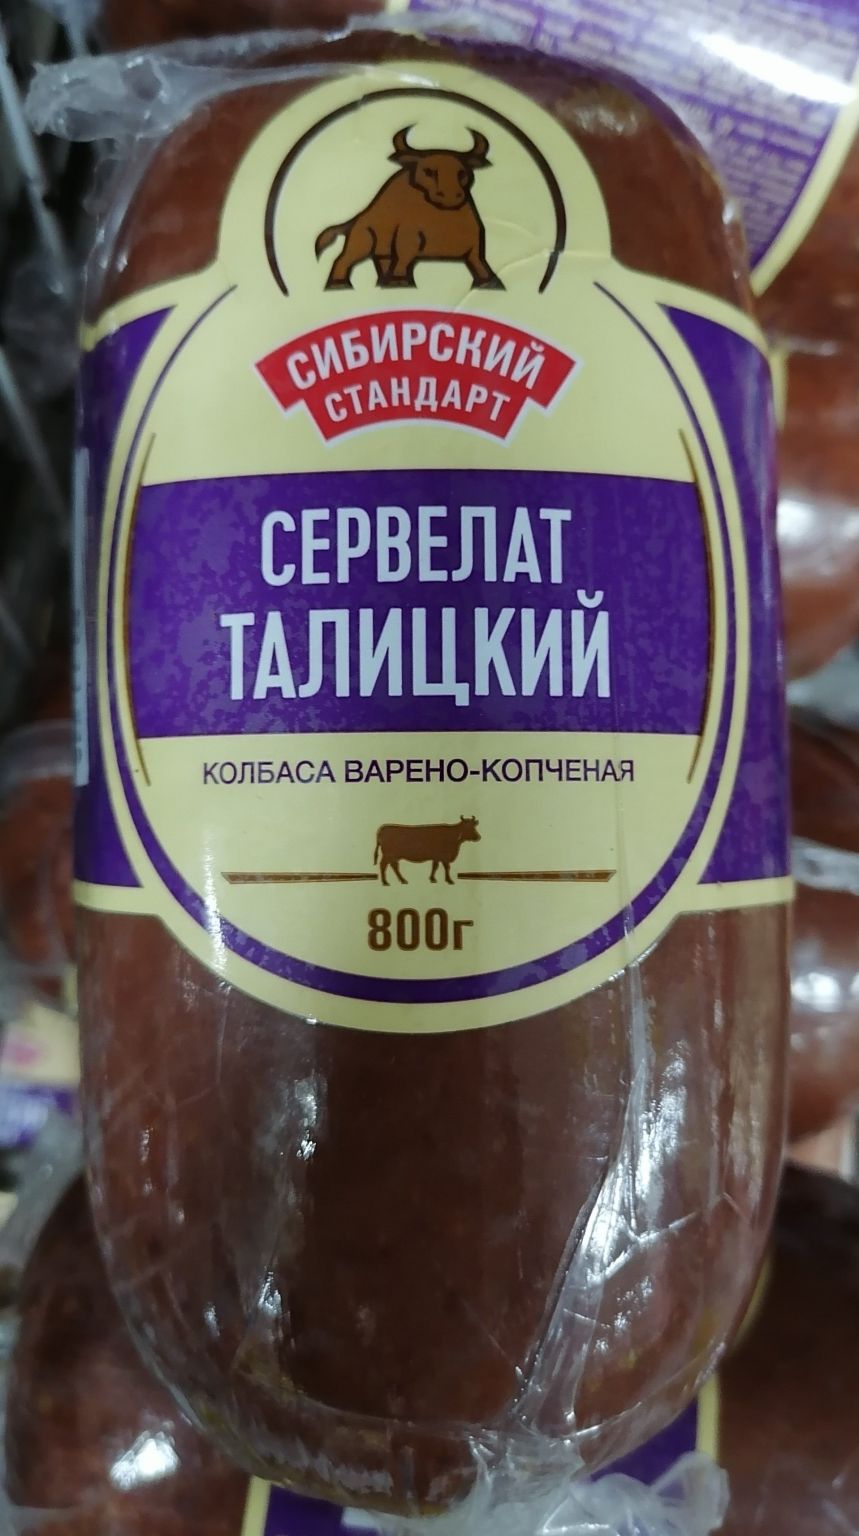 СИБИРСКИЙ
СТАНДАРТ
СЕРВЕЛАТ
ТАЛИЦКИЙ
КОЛБАСА ВАРЕНО-КОПЧЕНАЯ
800г